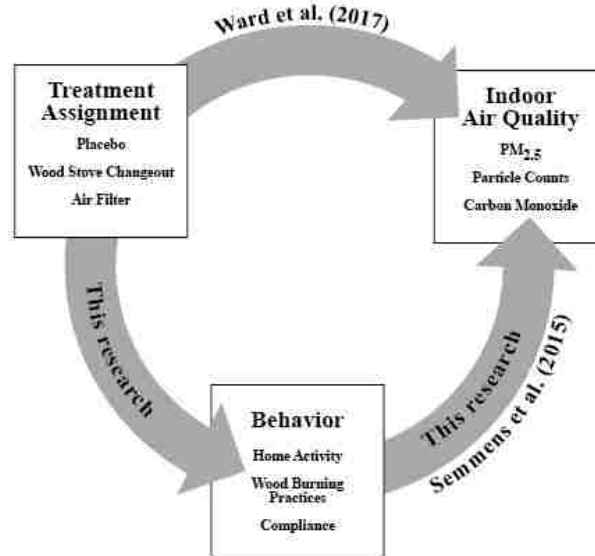 Ward et al. (2017)
Treatment
Assignment
Placebo
Wood Stove Changeout
Air Filter
Indoor
Air Quality
PM2.5
Particle Counts
Carbon Monoxide
This research
Behavior
Home Activity
Wood Burning
Practices
Compliance
This research
Semmens et al. (2015)